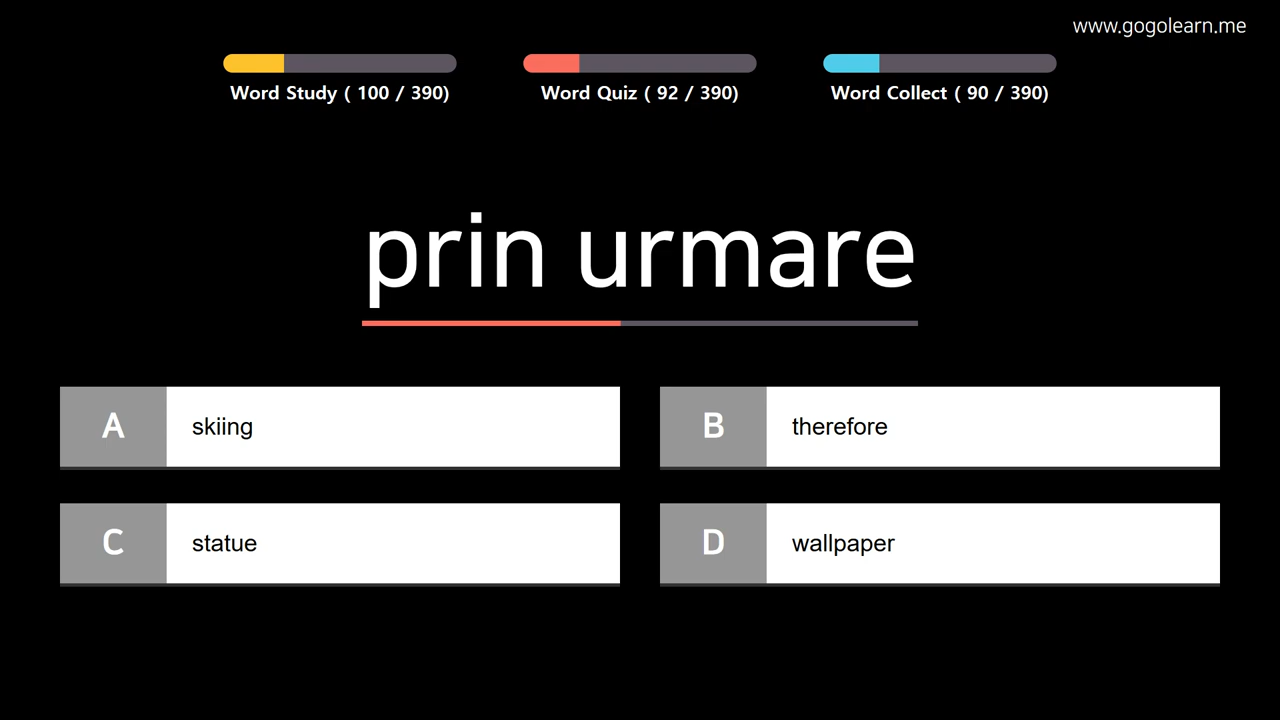 www.gogolearn.me
Word Study ( 100 / 390)
Word Quiz ( 92 / 390)
Word Collect ( 90 / 390)
prin urmare
A skiing
B therefore
C statue
D wallpaper